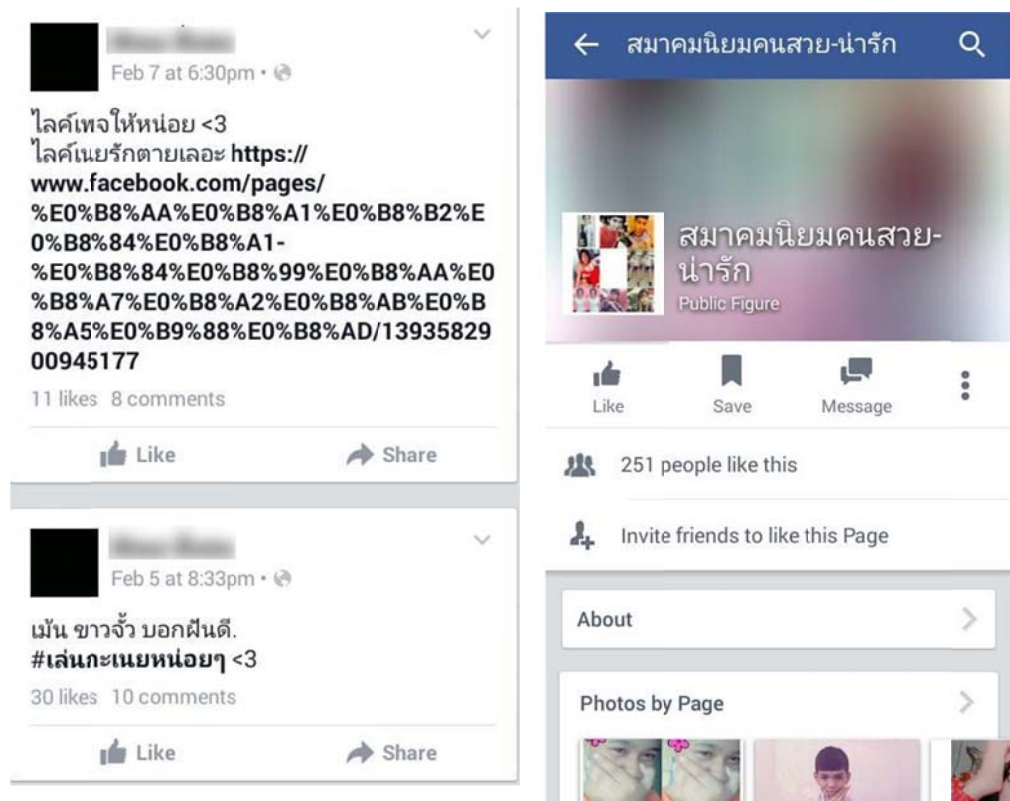 Feb 7 at 6:30pm •
ไลค์เทจให้หน่อย <3
ไลค์เนยรักตายเลอะ https://
www.facebook.com/pages/
%E0%B8%AA%E0%B8%A1%E0%B8%B2%E
0%B8%84%E0%B8%A1-
%E0%B8%84%E0%B8%99%E0%B8%AA%E0
%B8%A7%E0%B8%A2%E0%B8%AB%E0%B
8%A5%E0%B9%88%E0%B8%AD/13935829
00945177
11 likes 8 comments
Like Share
Feb 5 at 8:33pm •
เม้น ขาวจั้ว บอกฝันดี.
#เล่นกะเนยหน่อยๆ <3
30 likes 10 comments
Like Share
สมาคมนิยมคนสวย-น่ารัก
สมาคมนิยมคนสวย-
น่ารัก
Public Figure
Like Save Message
251 people like this
Invite friends to like this Page
About
Photos by Page